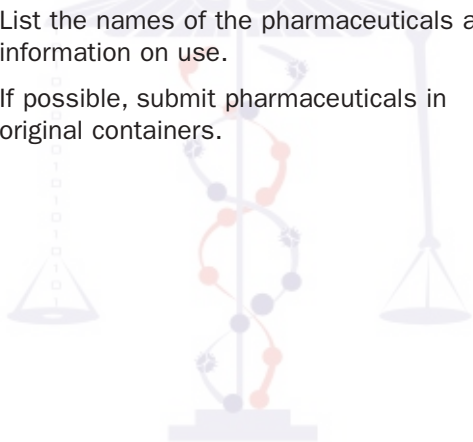 List the names of the pharmaceuticals
information on use.
If possible, submit pharmaceuticals in
original containers.